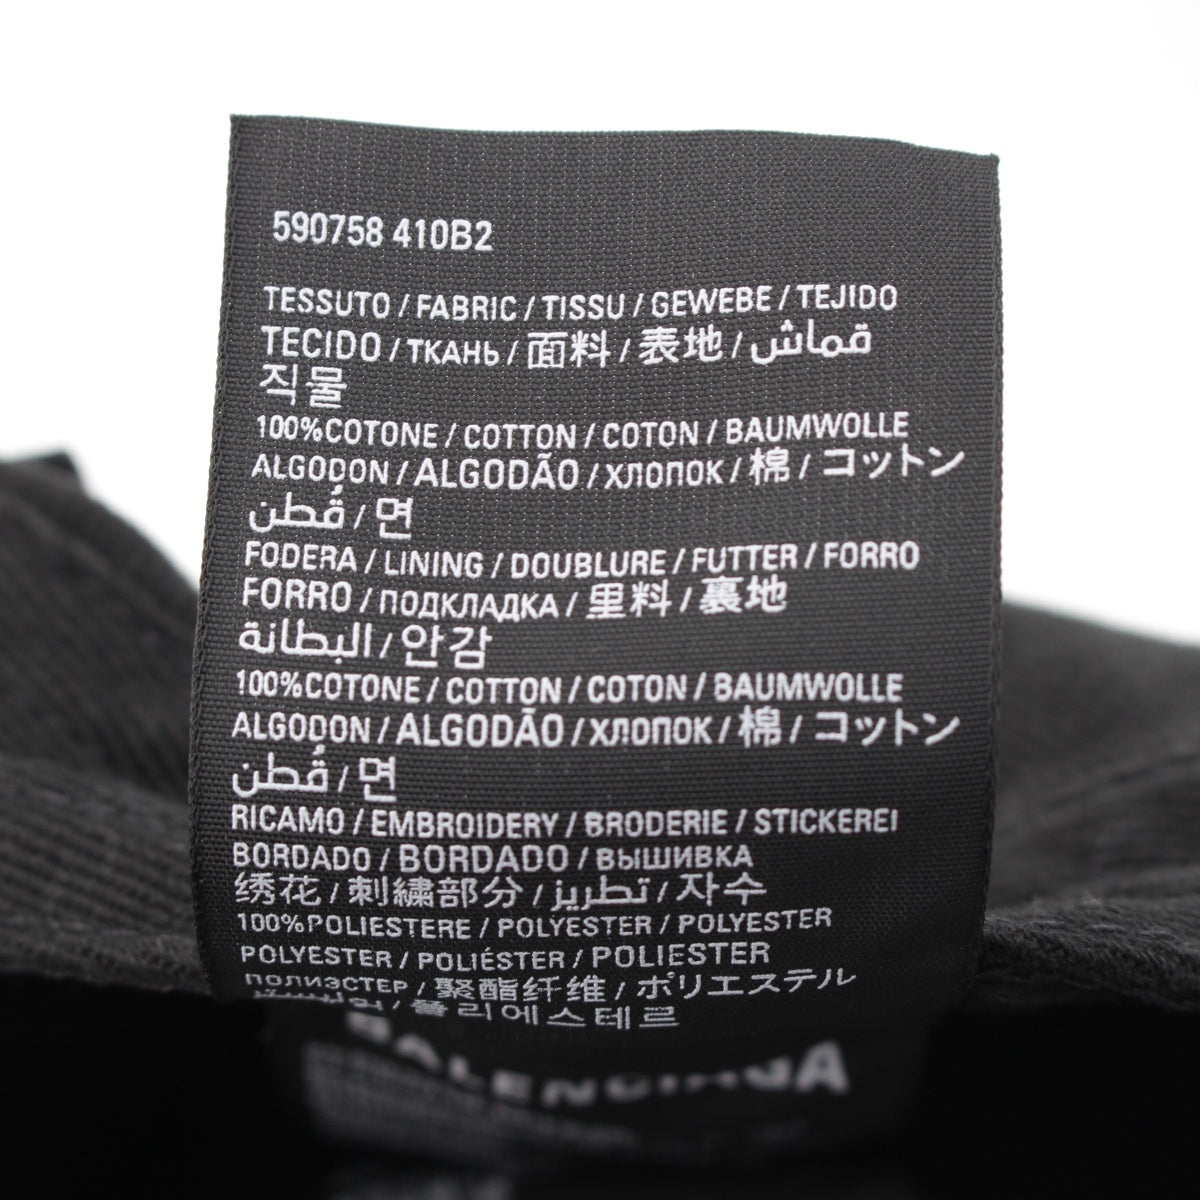 590758 410B2
TESSUTO / FABRIC / TISSU / GEWEBE / TEJIDO
TECIDO / ТКАНЬ / 面料 / 表地 / قماش
직물
100%COTONE / COTTON / COTON / BAUMWOLLE
ALGODON / ALGODÃO / ХЛОПОК / 棉 / コットン
قُطن / 면
FODERA / LINING / DOUBLURE / FUTTER / FORRO
FORRO / ПОДКЛАДКА / 里料 / 裏地
البطانة / 안감
100%COTONE / COTTON / COTON / BAUMWOLLE
ALGODON / ALGODÃO / ХЛОПОК / 棉 / コットン
قُطن / 면
RICAMO / EMBROIDERY / BRODERIE / STICKEREI
BORDADO / BORDADO / ВЫШИВКА
绣花 / 刺繍部分 / تطريز / 자수
100%POLIESTERE / POLYESTER / POLYESTER
POLYESTER / POLIÉSTER / POLIESTER
ПОЛИЭСТЕР / 聚酯纤维 / ポリエステル
폴리에스테르
BALENCIAGA